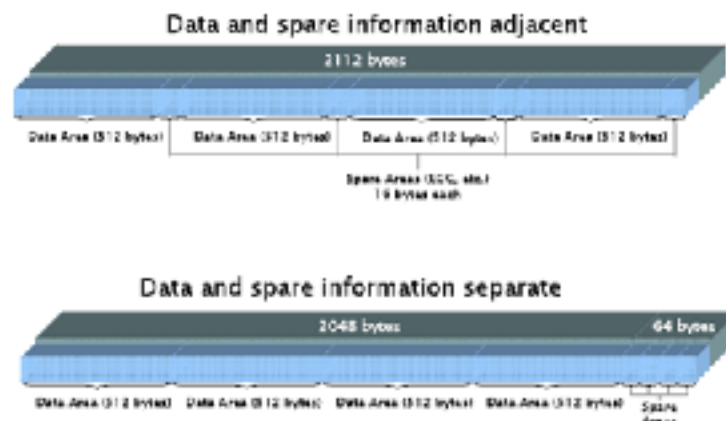 Data and spare information adjacent
2112 bytes
Data Area (512 bytes) Data Area (512 bytes) Data Area (512 bytes) Data Area (512 bytes)
Spare Areas (ECC, etc.)
16 bytes each
Data and spare information separate
2048 bytes 64 bytes
Data Area (512 bytes) Data Area (512 bytes) Data Area (512 bytes) Data Area (512 bytes) Spare